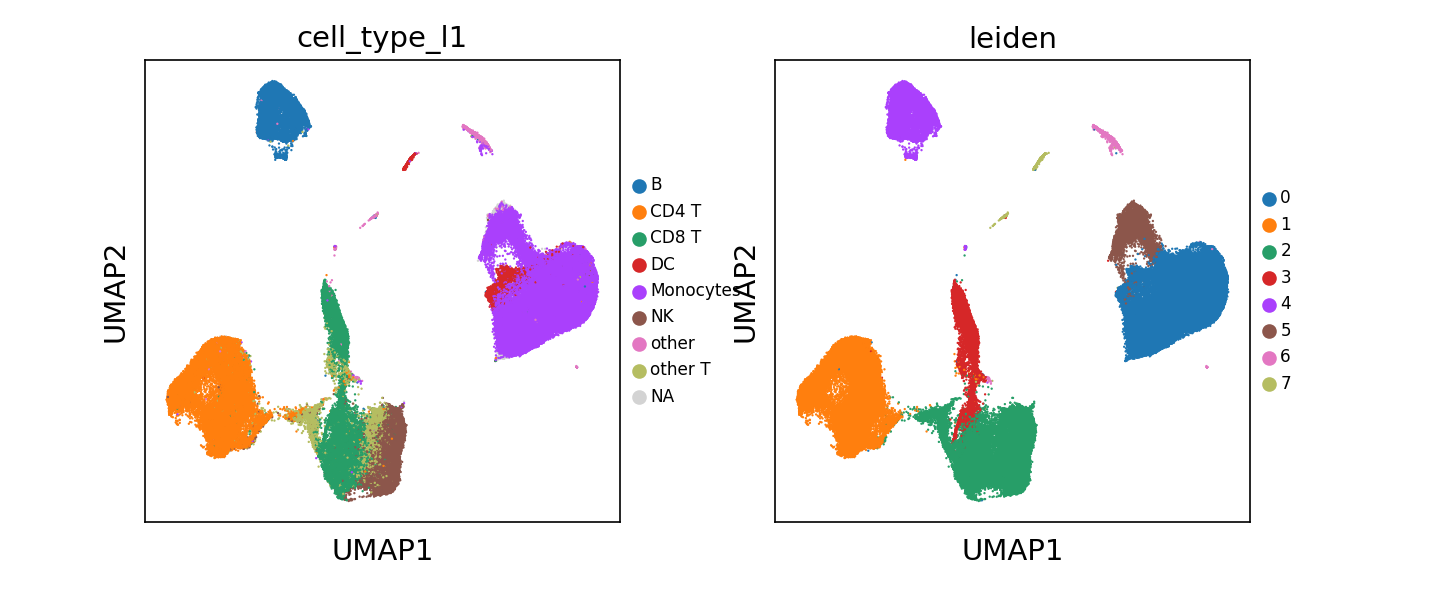 cell_type_l1
UMAP2
UMAP1
B
CD4 T
CD8 T
DC
Monocytes
NK
other
other T
NA
leiden
UMAP2
UMAP1
0
1
2
3
4
5
6
7